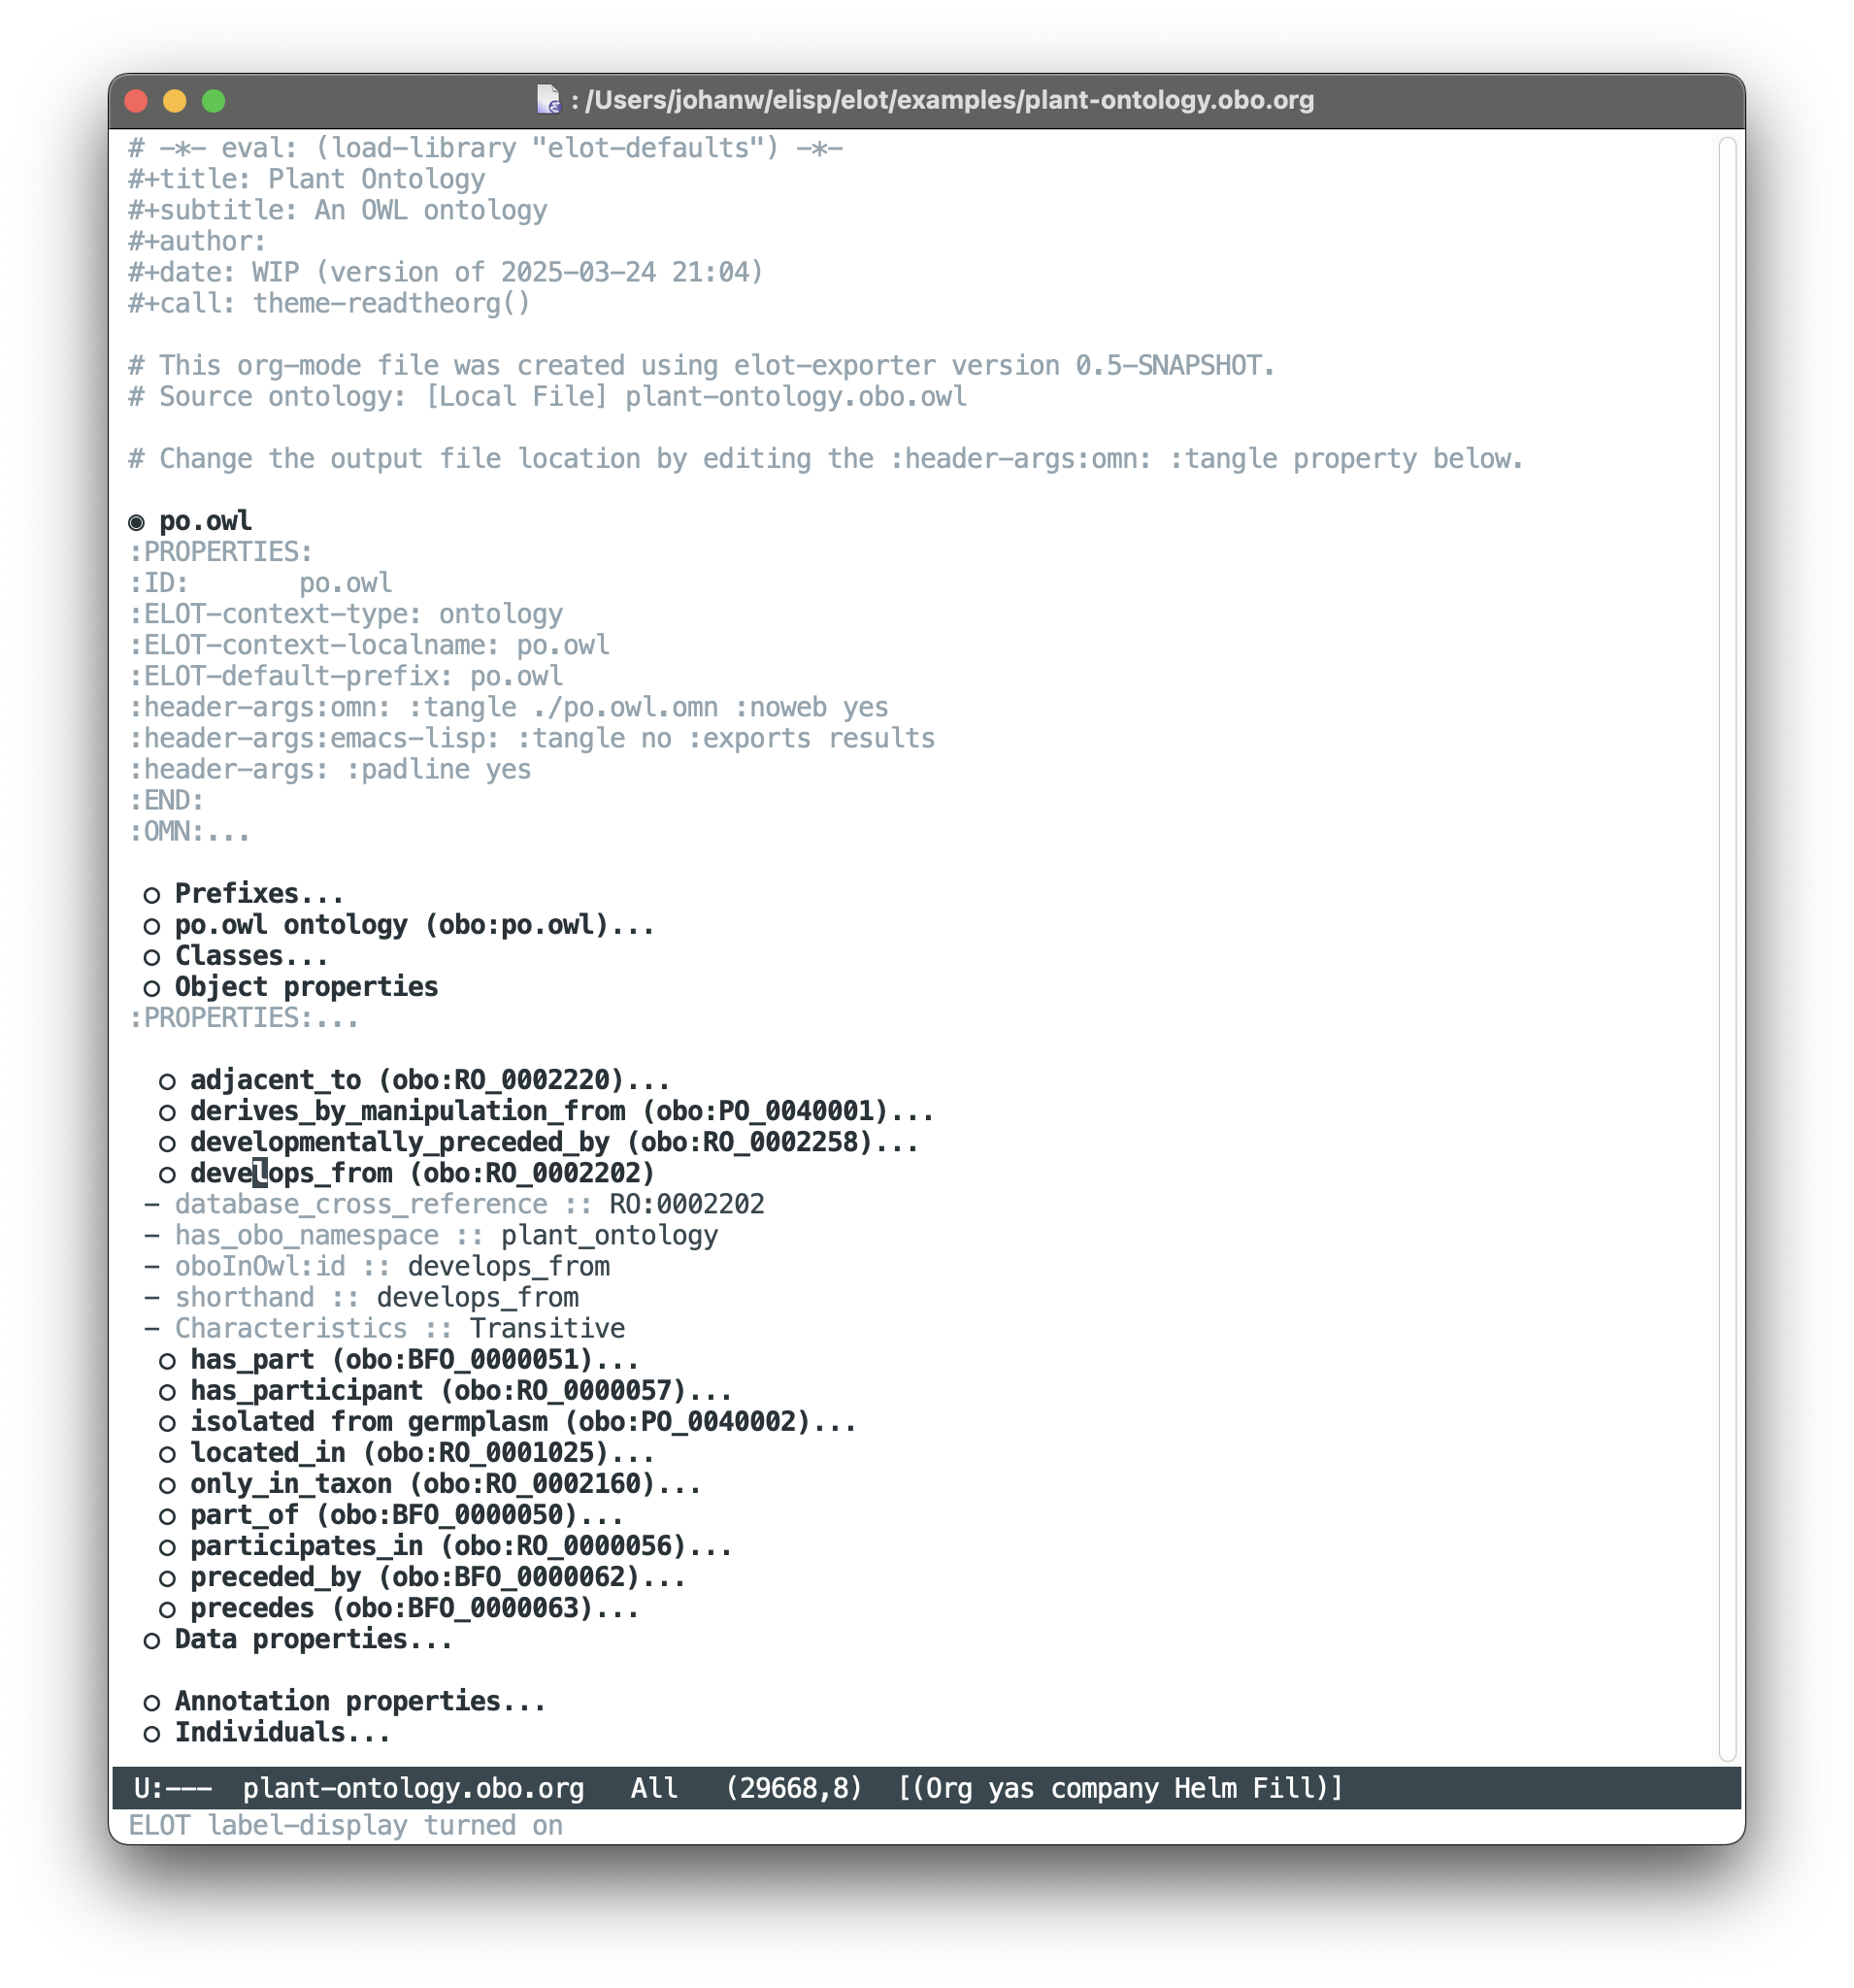 : /Users/johanw/elisp/elot/examples/plant-ontology.obo.org
# -*- eval: (load-library "elot-defaults") -*-
#+title: Plant Ontology
#+subtitle: An OWL ontology
#+author:
#+date: WIP (version of 2025-03-24 21:04)
#+call: theme-readtheorg()
# This org-mode file was created using elot-exporter version 0.5-SNAPSHOT.
# Source ontology: [Local File] plant-ontology.obo.owl
# Change the output file location by editing the :header-args:omn: :tangle property below.
◉ po.owl
:PROPERTIES:
:ID:       po.owl
:ELOT-context-type: ontology
:ELOT-context-localname: po.owl
:ELOT-default-prefix: po.owl
:header-args:omn: :tangle ./po.owl.omn :noweb yes
:header-args:emacs-lisp: :tangle no :exports results
:header-args: :padline yes
:END:
:OMN:...
○ Prefixes...
○ po.owl ontology (obo:po.owl)...
○ Classes...
○ Object properties
:PROPERTIES:...
○ adjacent_to (obo:RO_0002220)...
○ derives_by_manipulation_from (obo:PO_0040001)...
○ developmentally_preceded_by (obo:RO_0002258)...
○ develops_from (obo:RO_0002202)
- database_cross_reference :: RO:0002202
- has_obo_namespace :: plant_ontology
- oboInOwl:id :: develops_from
- shorthand :: develops_from
- Characteristics :: Transitive
○ has_part (obo:BFO_0000051)...
○ has_participant (obo:RO_0000057)...
○ isolated from germplasm (obo:PO_0040002)...
○ located_in (obo:RO_0001025)...
○ only_in_taxon (obo:RO_0002160)...
○ part_of (obo:BFO_0000050)...
○ participates_in (obo:RO_0000056)...
○ preceded_by (obo:BFO_0000062)...
○ precedes (obo:BFO_0000063)...
○ Data properties...
○ Annotation properties...
○ Individuals...
U:---  plant-ontology.obo.org   All   (29668,8)  [(Org yas company Helm Fill)]
ELOT label-display turned on